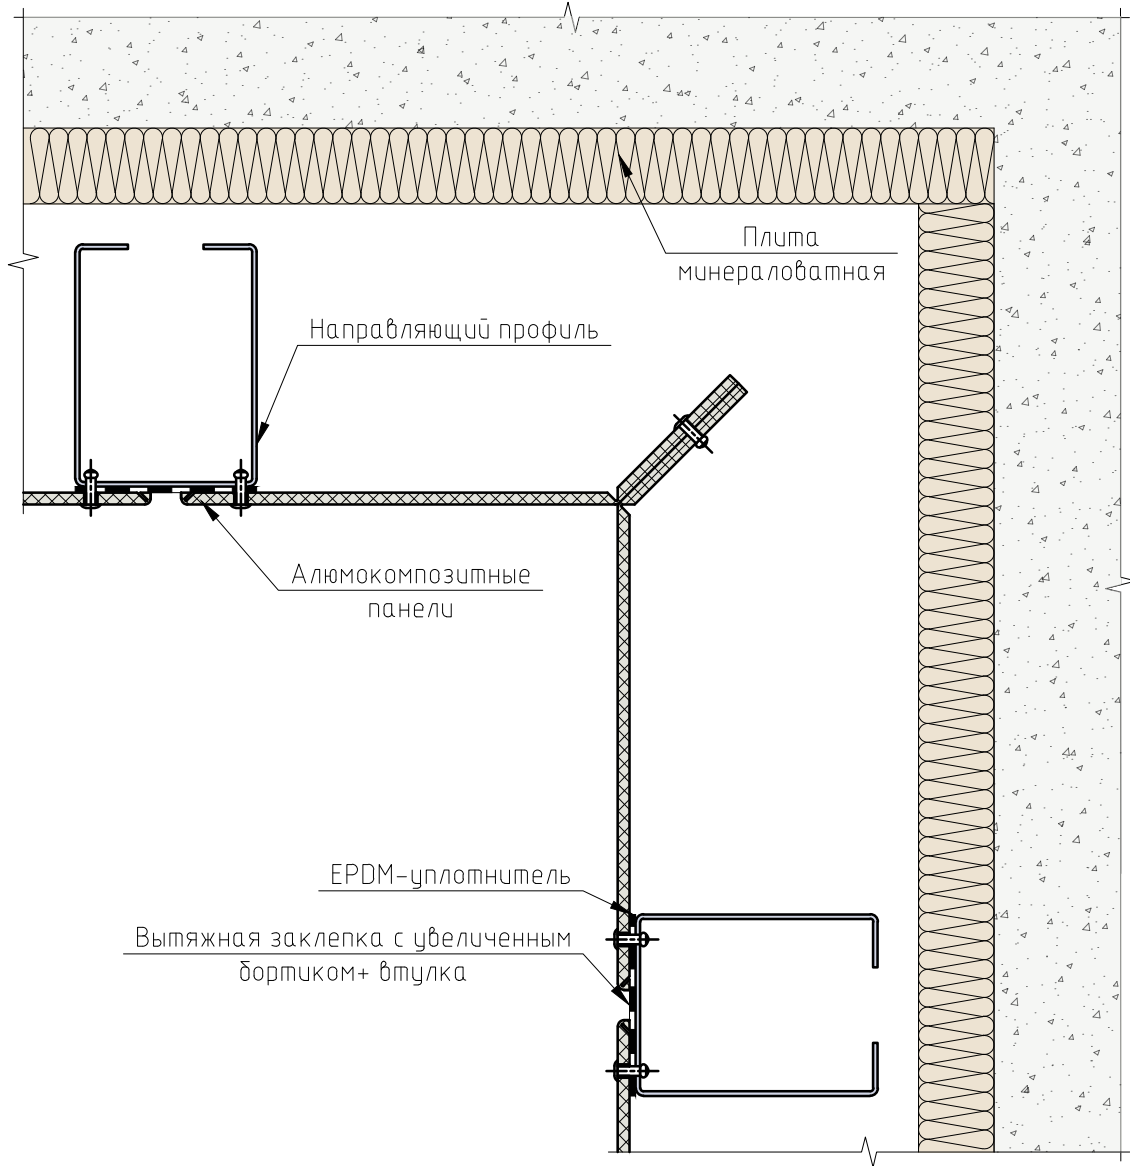 Плита
минераловатная
Направляющий профиль
Алюмокомпозитные
панели
EPDM-уплотнитель
Вытяжная заклепка с увеличенным
бортиком+ втулка